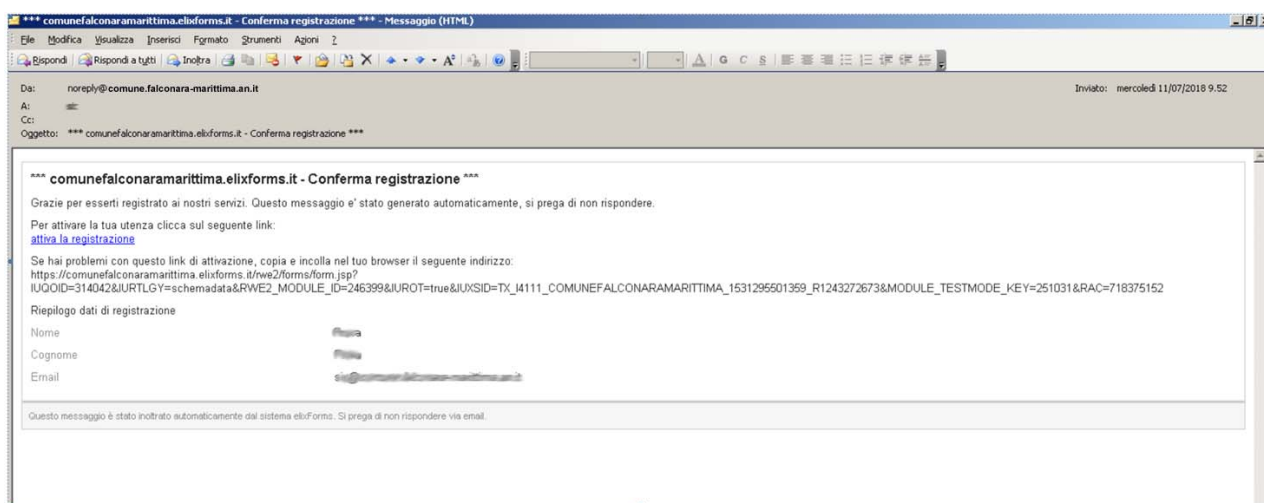 *** comunefalconaramarittima.elixforms.it - Conferma registrazione *** - Messaggio (HTML)
File Modifica Visualizza Inserisci Formato Strumenti Azioni ?
Rispondi Rispondi a tutti Inoltra A G C S
Da: noreply@comune.falconara-marittima.an.it Inviato: mercoledì 11/07/2018 9.52
A:
Cc:
Oggetto: *** comunefalconaramarittima.elixforms.it - Conferma registrazione ***
*** comunefalconaramarittima.elixforms.it - Conferma registrazione ***
Grazie per esserti registrato ai nostri servizi. Questo messaggio e' stato generato automaticamente, si prega di non rispondere.
Per attivare la tua utenza clicca sul seguente link:
attiva la registrazione
Se hai problemi con questo link di attivazione, copia e incolla nel tuo browser il seguente indirizzo:
https://comunefalconaramarittima.elixforms.it/rwe2/forms/form.jsp?
IUQOID=314042&IURTLGY=schemadata&RWE2_MODULE_ID=246399&IUROT=true&IUXSID=TX_I4111_COMUNEFALCONARAMARITTIMA_1531295501359_R1243272673&MODULE_TESTMODE_KEY=251031&RAC=718375152
Riepilogo dati di registrazione
Nome
Cognome
Email
Questo messaggio è stato inoltrato automaticamente dal sistema elixForms. Si prega di non rispondere via email.